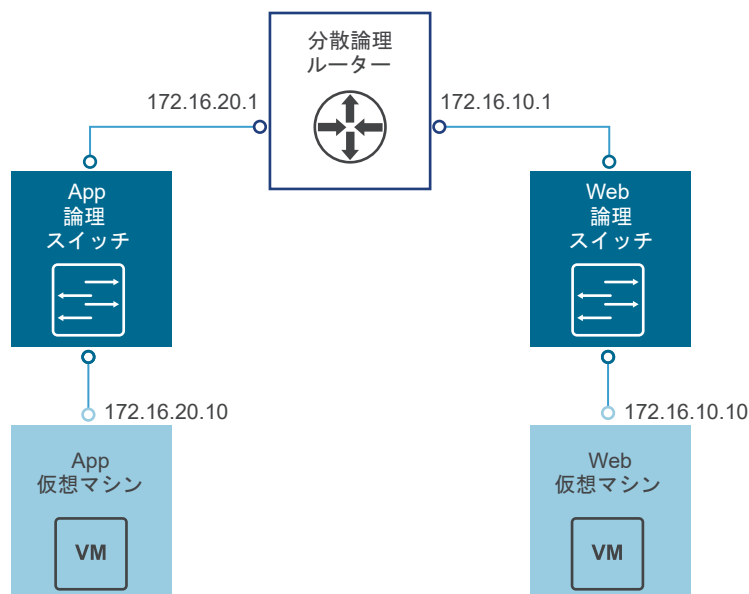 分散論理
ルーター
172.16.20.1
172.16.10.1
App
論理
スイッチ
Web
論理
スイッチ
172.16.20.10
172.16.10.10
App
仮想マシン
VM
Web
仮想マシン
VM